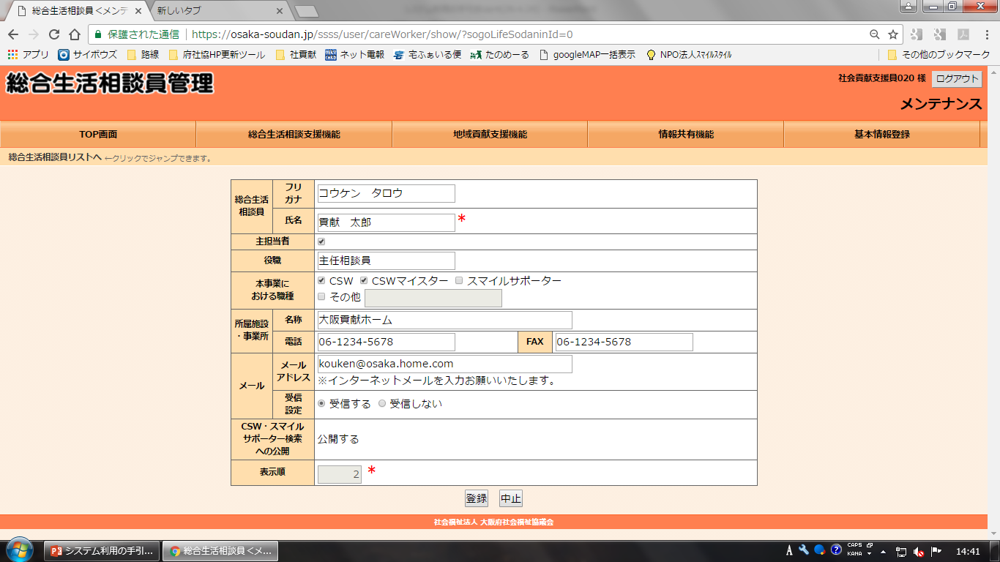 総合生活相談員<メンテ
新しいタブ
保護された通信
https://osaka-soudan.jp/ssss/user/careWorker/show/?sogoLifeSodaninId=0
アプリ サイボウズ 路線 府社協HP更新ツール 社貢献 ネット電報 宅ふぁいる便 たのめーる googleMAP一括表示 NPO法人ｽﾏｲﾙｽﾀｲﾙ その他のブックマーク
総合生活相談員管理
社会貢献支援員020 様 ログアウト
メンテナンス
TOP画面 総合生活相談支援機能 地域貢献支援機能 情報共有機能 基本情報登録
総合生活相談員リストへ ←クリックでジャンプできます。
総合生活
相談員
フリ
ガナ
コウケン　タロウ
氏名
貢献　太郎 *
主担当者
役職
主任相談員
本事業に
おける職種
CSW CSWマイスター スマイルサポーター
その他
所属施設
・事業所
名称
大阪貢献ホーム
電話
06-1234-5678
FAX
06-1234-5678
メール
メール
アドレス
kouken@osaka.home.com
※インターネットメールを入力お願いいたします。
受信
設定
受信する 受信しない
CSW・スマイル
サポーター検索
への公開
公開する
表示順
2 *
登録 中止
社会福祉法人 大阪府社会福祉協議会
システム利用の手引...
総合生活相談員<メ...
A
CAPS
KANA
14:41